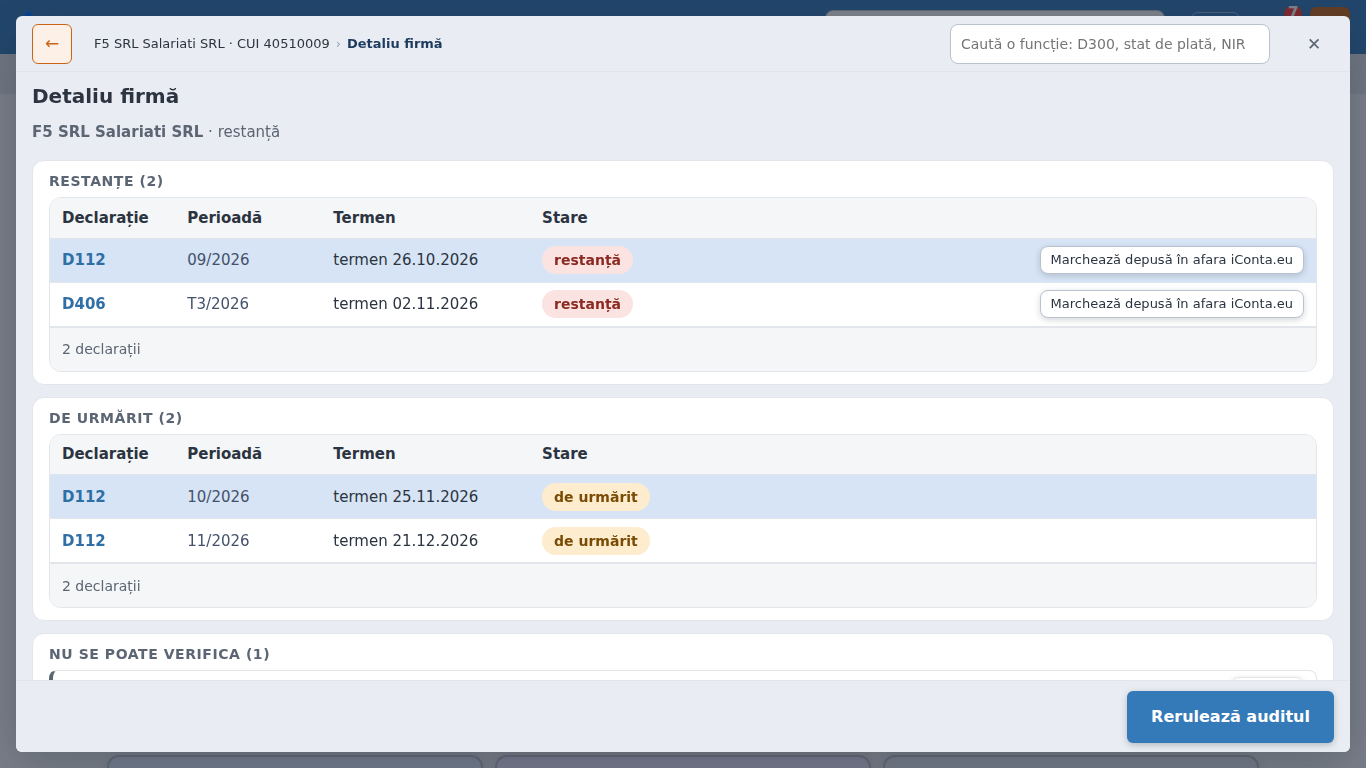 7
← F5 SRL Salariati SRL · CUI 40510009 › Detaliu firmă Caută o funcție: D300, stat de plată, NIR ✕
Detaliu firmă
F5 SRL Salariati SRL · restanță
RESTANȚE (2)
Declarație Perioadă Termen Stare
D112 09/2026 termen 26.10.2026 restanță Marchează depusă în afara iConta.eu
D406 T3/2026 termen 02.11.2026 restanță Marchează depusă în afara iConta.eu
2 declarații
DE URMĂRIT (2)
Declarație Perioadă Termen Stare
D112 10/2026 termen 25.11.2026 de urmărit
D112 11/2026 termen 21.12.2026 de urmărit
2 declarații
NU SE POATE VERIFICA (1)
Rerulează auditul